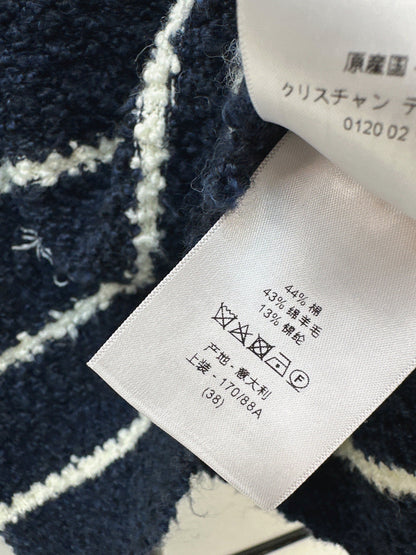 原産国
クリスチャン デ
0120 02
44% 棉
43% 绵羊毛
13% 锦纶
F
产地 - 意大利
上装 - 170/88A
(38)